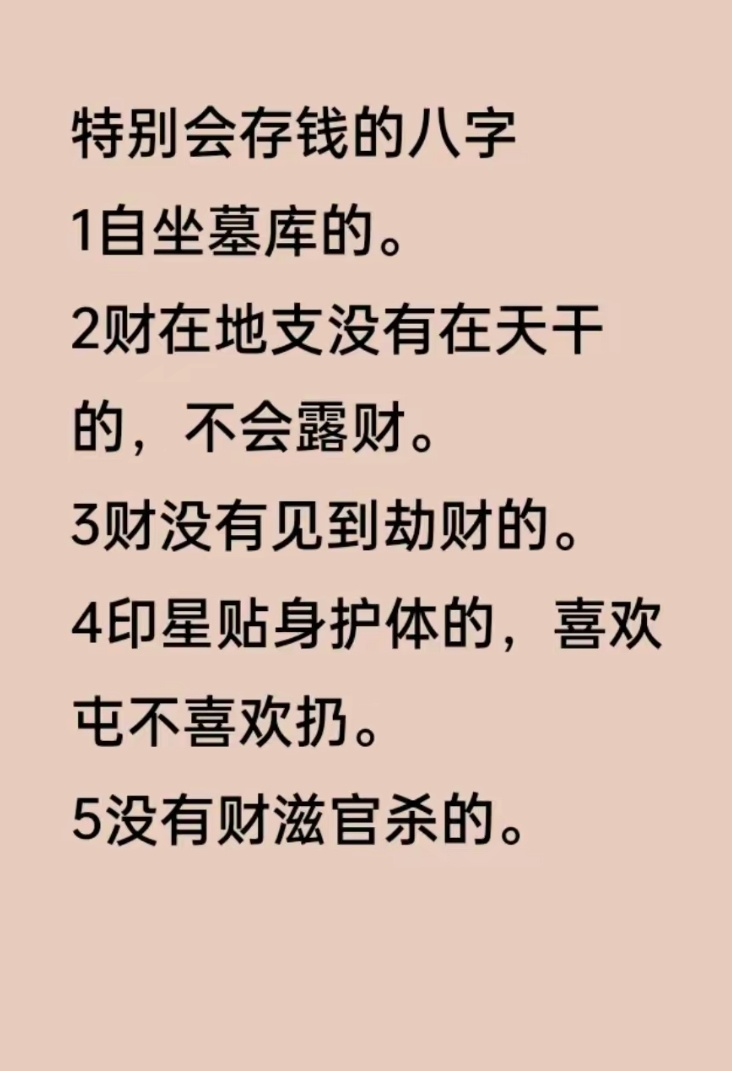 特别会存钱的八字
1自坐墓库的。
2财在地支没有在天干
的，不会露财。
3财没有见到劫财的。
4印星贴身护体的，喜欢
屯不喜欢扔。
5没有财滋官杀的。